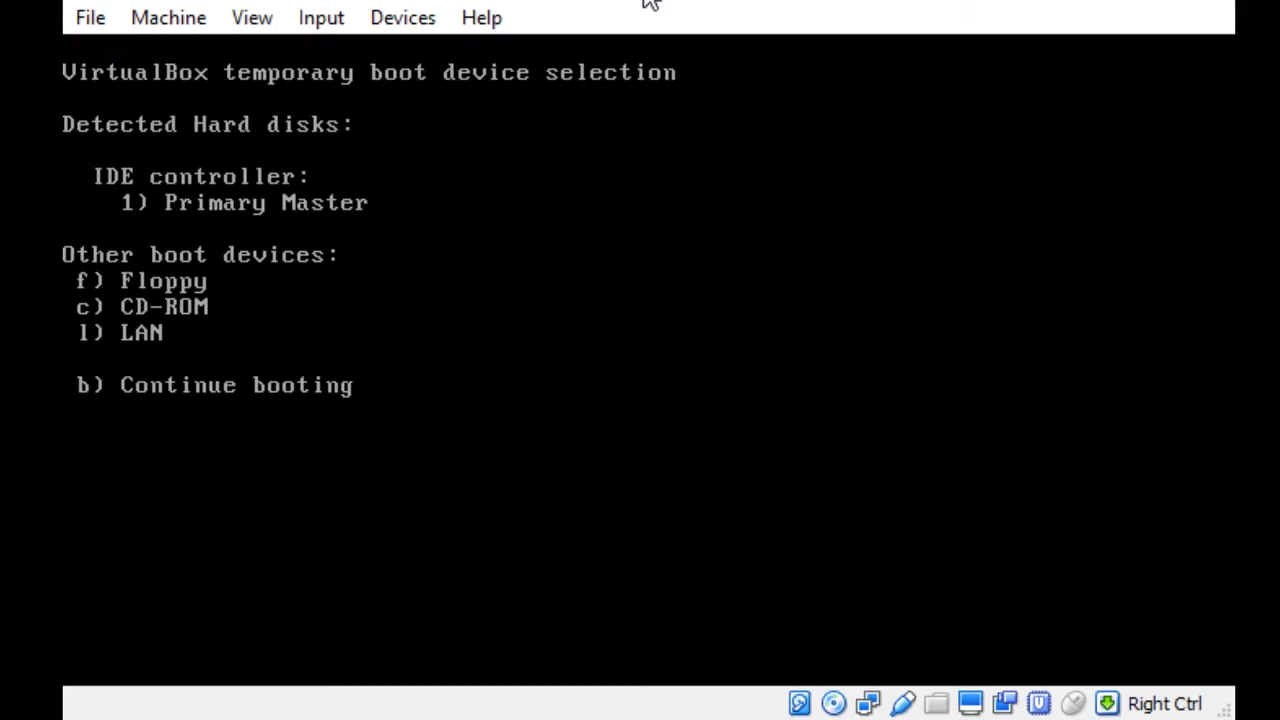 File Machine View Input Devices Help
VirtualBox temporary boot device selection
Detected Hard disks:
IDE controller:
1) Primary Master
Other boot devices:
f) Floppy
c) CD-ROM
l) LAN
b) Continue booting
Right Ctrl